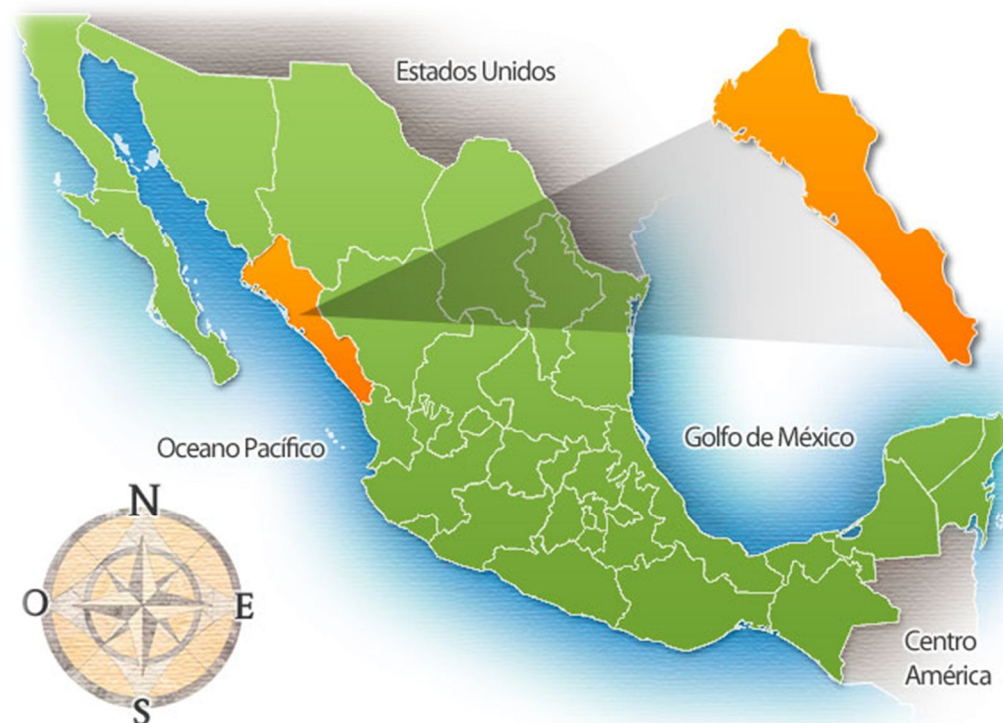 Estados Unidos
Oceano Pacífico
Golfo de México
N
O
E
S
Centro
América